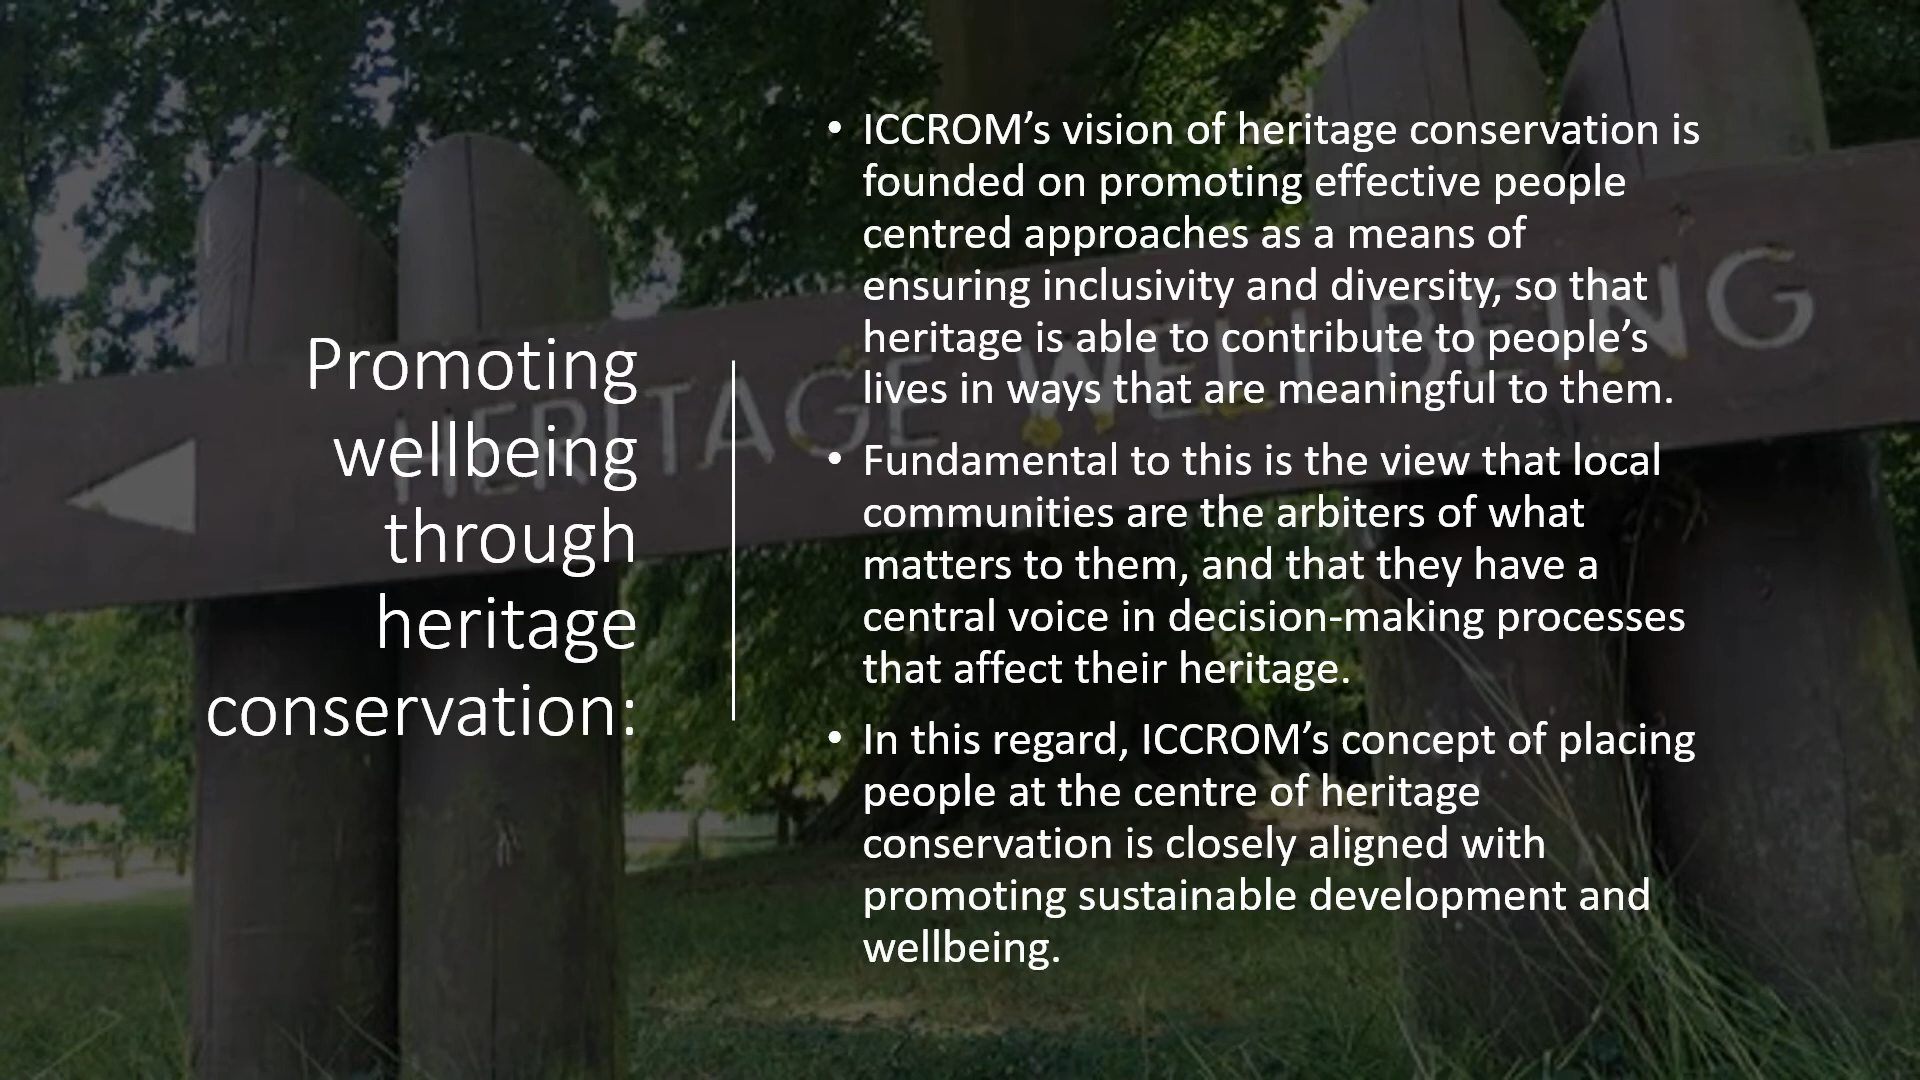 Promoting
wellbeing
through
heritage
conservation:
• ICCROM’s vision of heritage conservation is
founded on promoting effective people
centred approaches as a means of
ensuring inclusivity and diversity, so that
heritage is able to contribute to people’s
lives in ways that are meaningful to them.
• Fundamental to this is the view that local
communities are the arbiters of what
matters to them, and that they have a
central voice in decision-making processes
that affect their heritage.
• In this regard, ICCROM’s concept of placing
people at the centre of heritage
conservation is closely aligned with
promoting sustainable development and
wellbeing.
HERITAGE WELLBEING